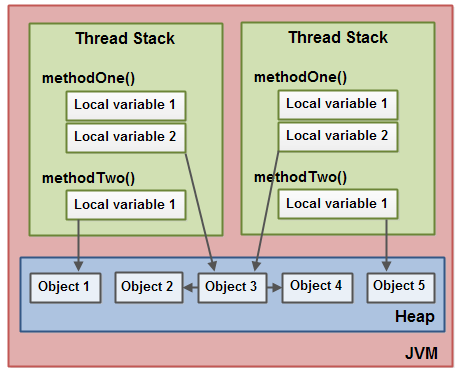 Thread Stack
methodOne()
Local variable 1
Local variable 2
methodTwo()
Local variable 1
Thread Stack
methodOne()
Local variable 1
Local variable 2
methodTwo()
Local variable 1
Object 1
Object 2
Object 3
Object 4
Object 5
Heap
JVM